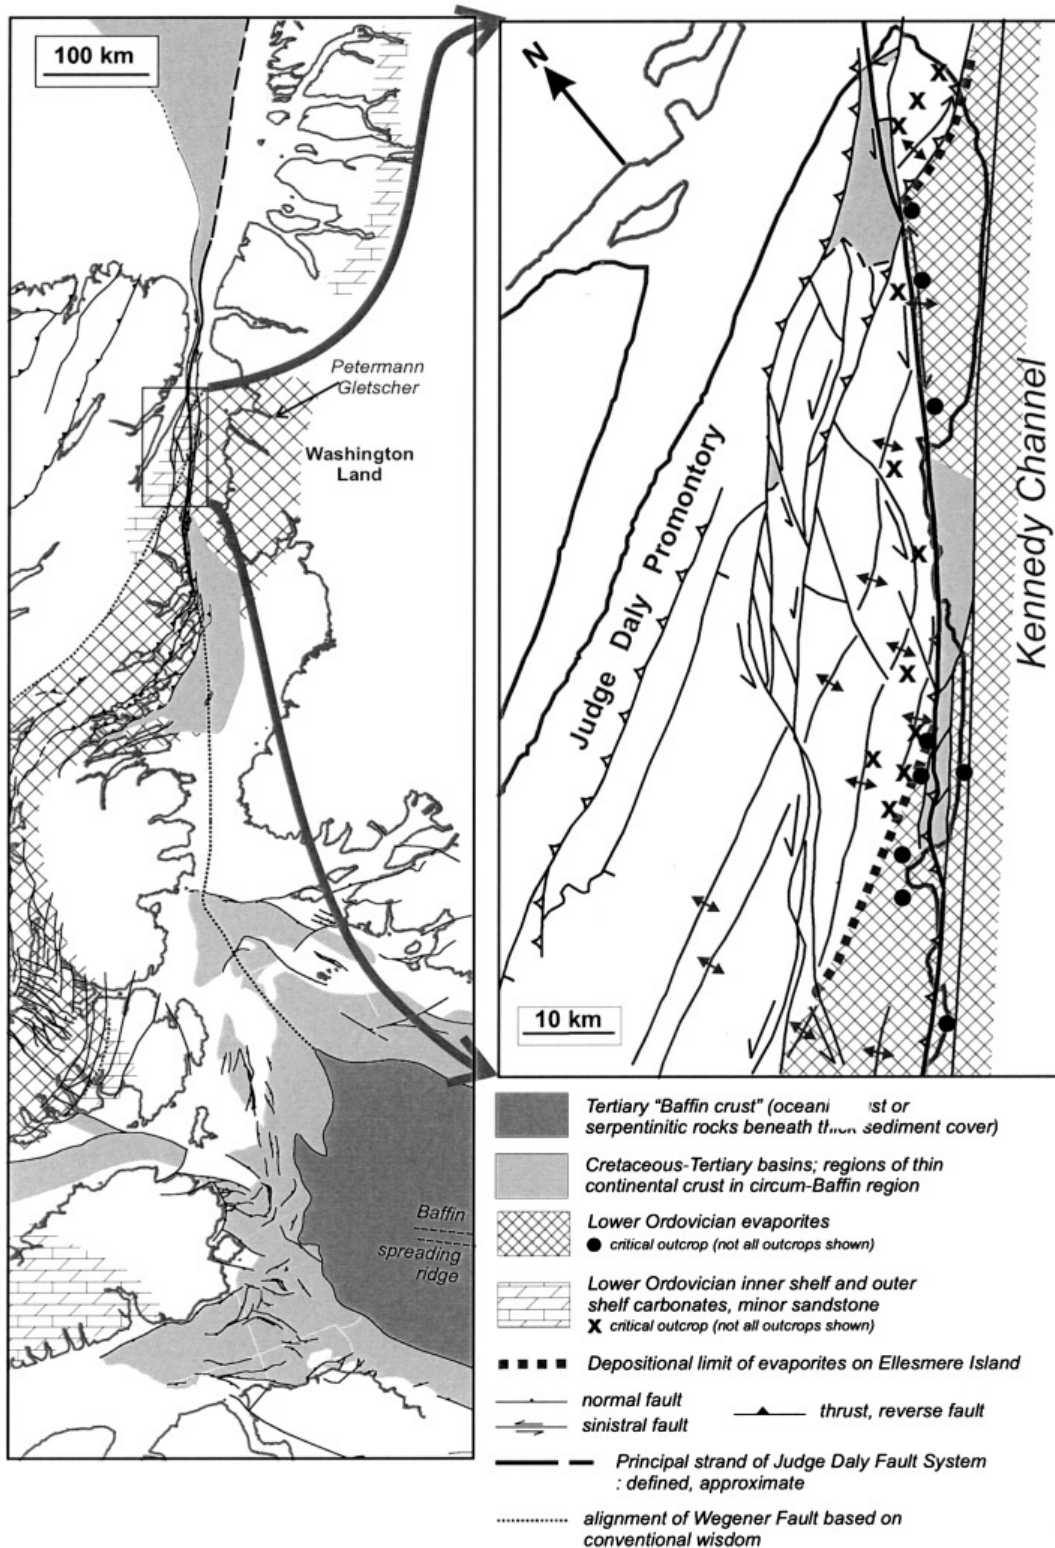 100 km
Petermann
Gletscher
Washington
Land
Baffin
spreading
ridge
N
Judge Daly Promontory
Kennedy Channel
10 km
Tertiary "Baffin crust" (oceani st or
serpentinitic rocks beneath thick sediment cover)
Cretaceous-Tertiary basins; regions of thin
continental crust in circum-Baffin region
Lower Ordovician evaporites
critical outcrop (not all outcrops shown)
Lower Ordovician inner shelf and outer
shelf carbonates, minor sandstone
X critical outcrop (not all outcrops shown)
Depositional limit of evaporites on Ellesmere Island
normal fault
sinistral fault
thrust, reverse fault
Principal strand of Judge Daly Fault System
: defined, approximate
alignment of Wegener Fault based on
conventional wisdom